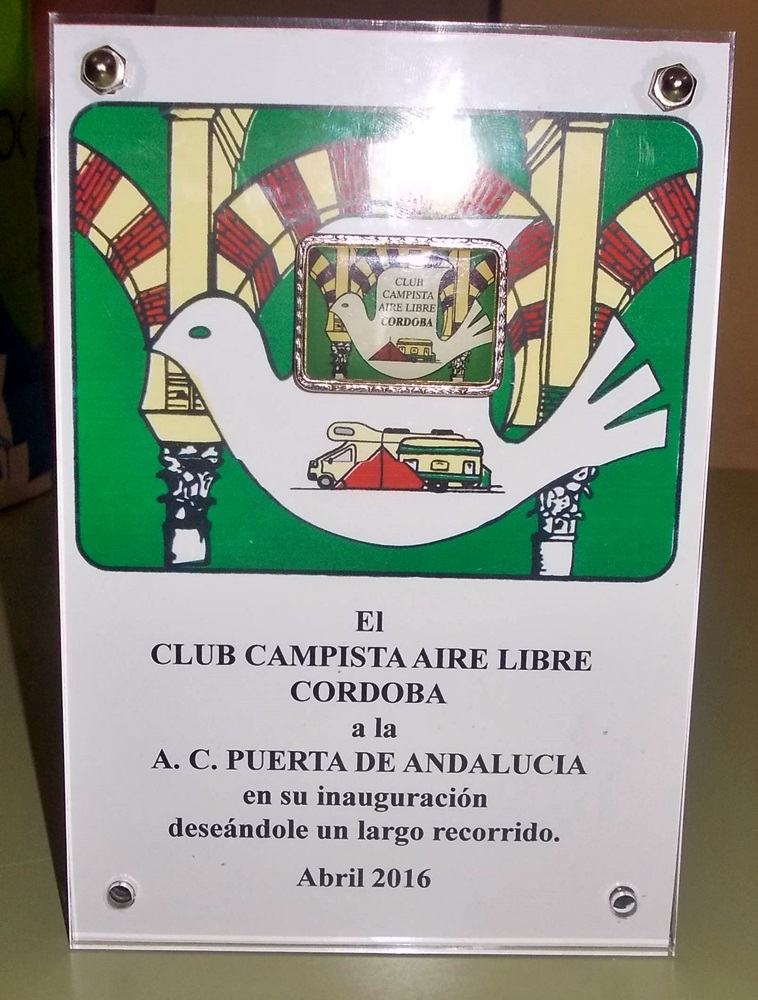 CLUB
CAMPISTA
AIRE LIBRE
CORDOBA
El
CLUB CAMPISTA AIRE LIBRE
CORDOBA
a la
A. C. PUERTA DE ANDALUCIA
en su inauguración
deseándole un largo recorrido.
Abril 2016